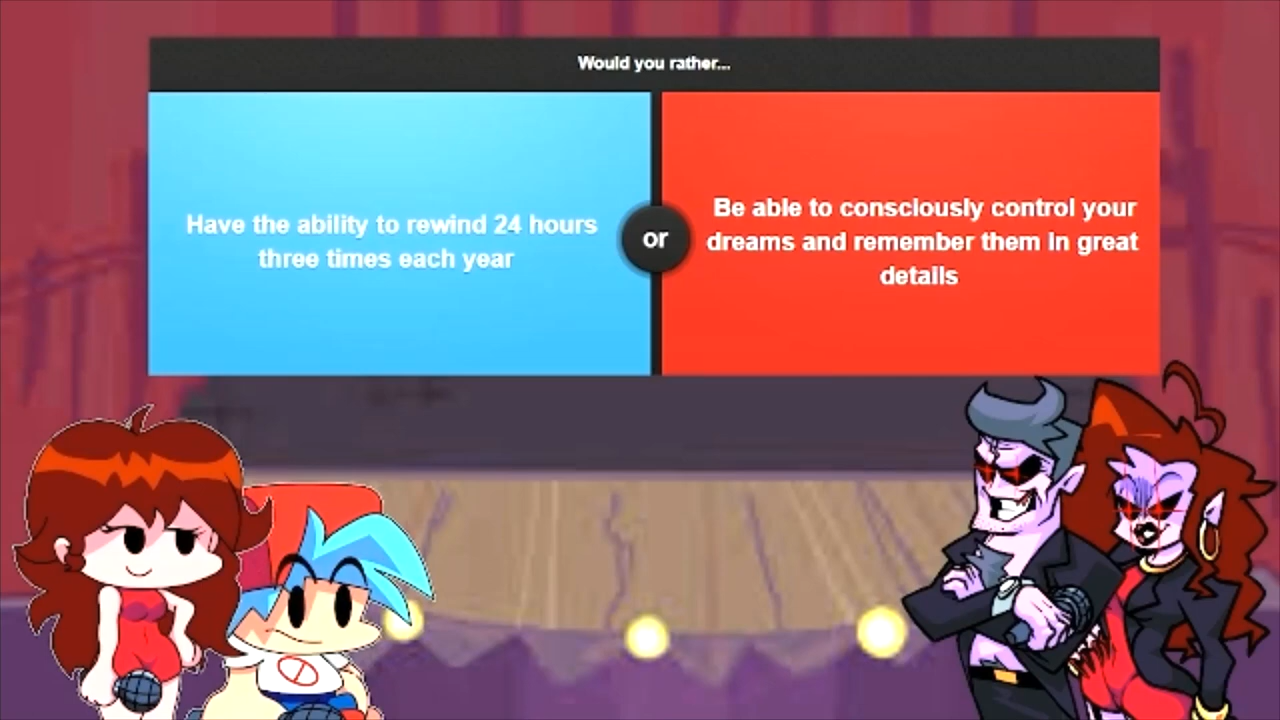 Would you rather...
Have the ability to rewind 24 hours
three times each year
or
Be able to consciously control your
dreams and remember them in great
details